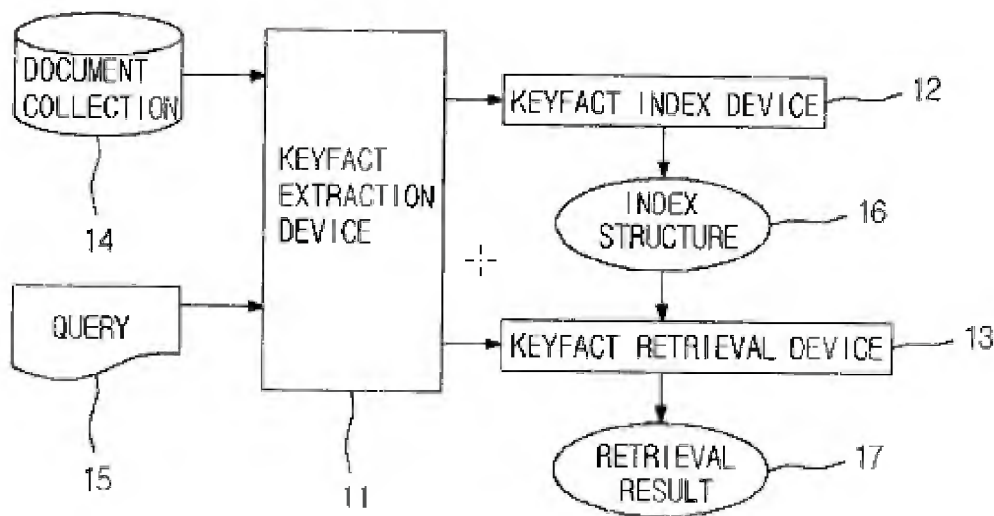 DOCUMENT
COLLECTION
14
QUERY
15
KEYFACT
EXTRACTION
DEVICE
11
KEYFACT INDEX DEVICE
12
INDEX
STRUCTURE
16
KEYFACT RETRIEVAL DEVICE
13
RETRIEVAL
RESULT
17